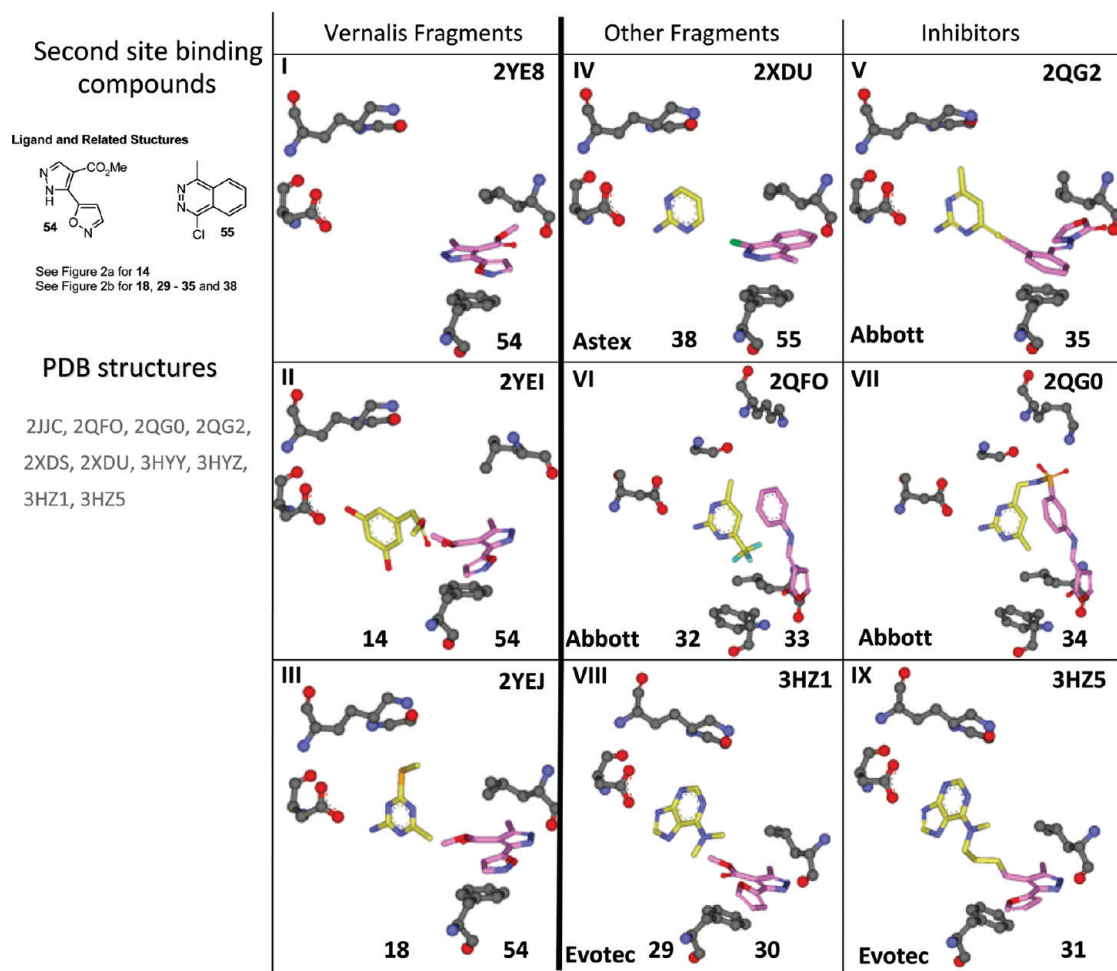 Second site binding
compounds
Ligand and Related Stuctures
CO₂Me
N
N
H
O
N
54
N
N
Cl
55
See Figure 2a for 14
See Figure 2b for 18, 29 - 35 and 38
PDB structures
2JJC, 2QFO, 2QG0, 2QG2,
2XDS, 2XDU, 3HYY, 3HYZ,
3HZ1, 3HZ5
Vernalis Fragments
Other Fragments
Inhibitors
I
2YE8
54
IV
2XDU
Astex
38
55
V
2QG2
Abbott
35
II
2YEI
14
54
VI
2QFO
Abbott
32
33
VII
2QG0
Abbott
34
III
2YEJ
18
54
VIII
3HZ1
Evotec
29
30
IX
3HZ5
Evotec
31